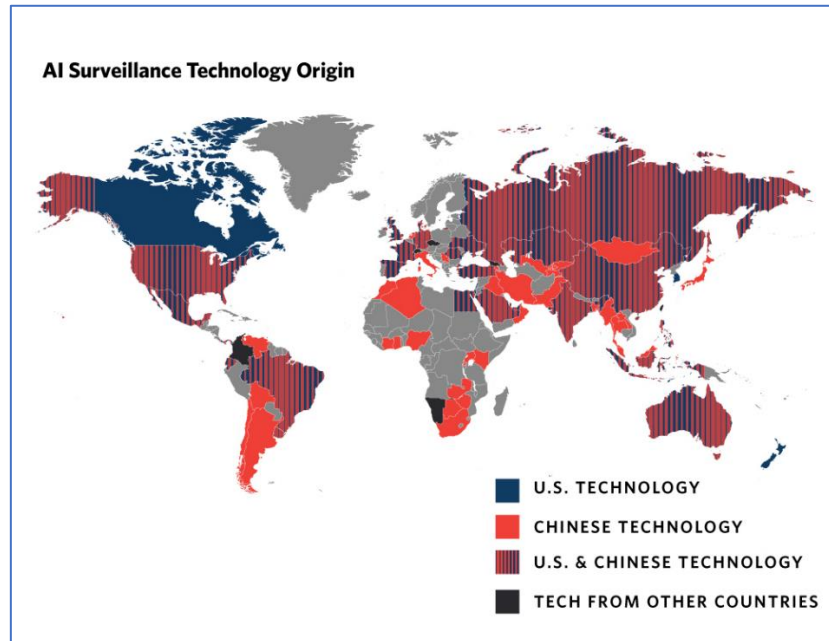 AI Surveillance Technology Origin
U.S. TECHNOLOGY
CHINESE TECHNOLOGY
U.S. & CHINESE TECHNOLOGY
TECH FROM OTHER COUNTRIES